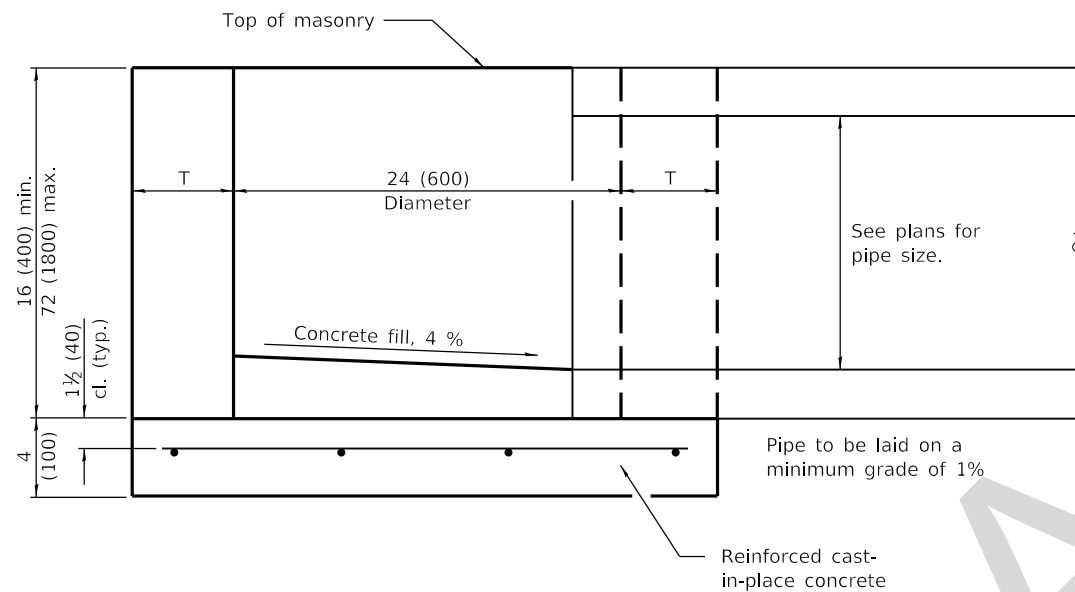 Top of masonry
16 (400) min.
72 (1800) max.
T
24 (600)
Diameter
T
See plans for
pipe size.
Concrete fill, 4 %
1½ (40)
cl. (typ.)
4
(100)
Pipe to be laid on a
minimum grade of 1%
Reinforced cast-
in-place concrete